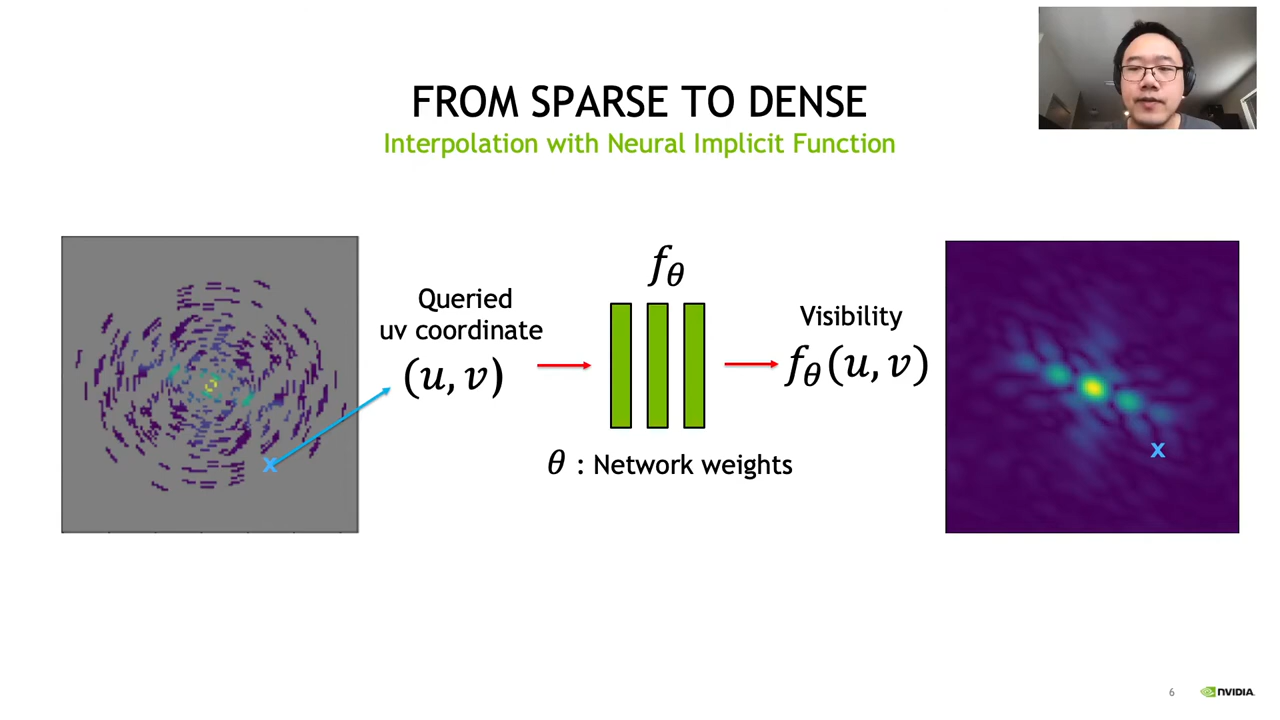 FROM SPARSE TO DENSE
Interpolation with Neural Implicit Function
Queried
uv coordinate
(u, v)
fθ
θ : Network weights
Visibility
fθ(u, v)
x
x
6
NVIDIA.